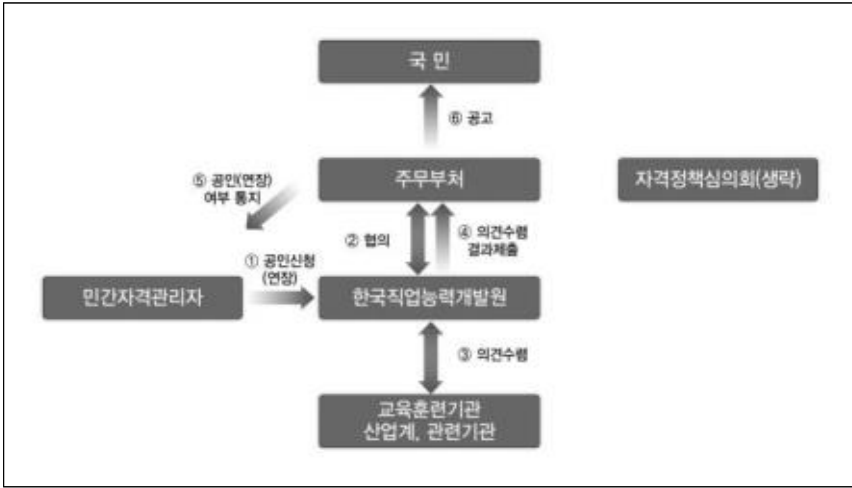 국 민
⑥ 공고
⑤ 공인(연장)
여부 통지
주무부처
자격정책심의회(생략)
② 협의
④ 의견수렴
결과제출
① 공인신청
(연장)
민간자격관리자
한국직업능력개발원
③ 의견수렴
교육훈련기관
산업계, 관련기관